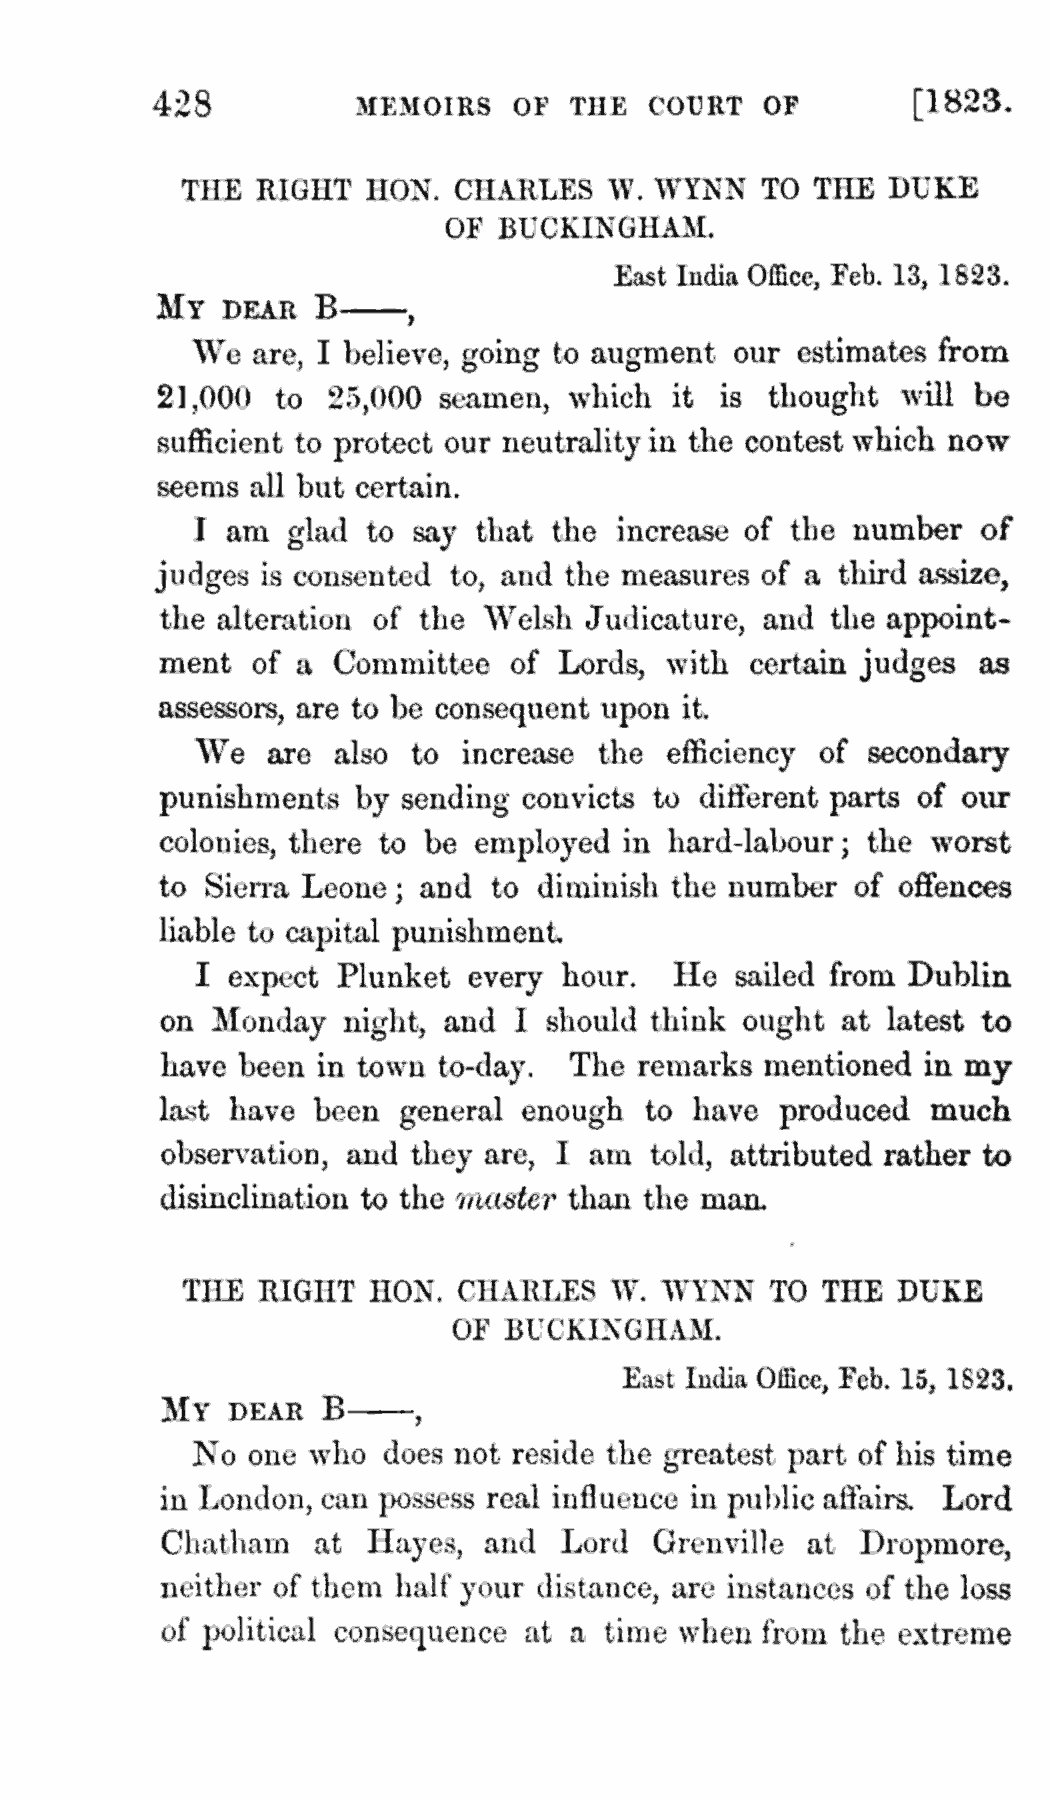 428 MEMOIRS OF THE COURT OF [1823.
THE RIGHT HON. CHARLES W. WYNN TO THE DUKE
OF BUCKINGHAM.
East India Office, Feb. 13, 1823.
MY DEAR B——,
We are, I believe, going to augment our estimates from
21,000 to 25,000 seamen, which it is thought will be
sufficient to protect our neutrality in the contest which now
seems all but certain.
I am glad to say that the increase of the number of
judges is consented to, and the measures of a third assize,
the alteration of the Welsh Judicature, and the appoint-
ment of a Committee of Lords, with certain judges as
assessors, are to be consequent upon it.
We are also to increase the efficiency of secondary
punishments by sending convicts to different parts of our
colonies, there to be employed in hard-labour; the worst
to Sierra Leone; and to diminish the number of offences
liable to capital punishment.
I expect Plunket every hour. He sailed from Dublin
on Monday night, and I should think ought at latest to
have been in town to-day. The remarks mentioned in my
last have been general enough to have produced much
observation, and they are, I am told, attributed rather to
disinclination to the master than the man.
THE RIGHT HON. CHARLES W. WYNN TO THE DUKE
OF BUCKINGHAM.
East India Office, Feb. 15, 1823.
MY DEAR B——,
No one who does not reside the greatest part of his time
in London, can possess real influence in public affairs. Lord
Chatham at Hayes, and Lord Grenville at Dropmore,
neither of them half your distance, are instances of the loss
of political consequence at a time when from the extreme